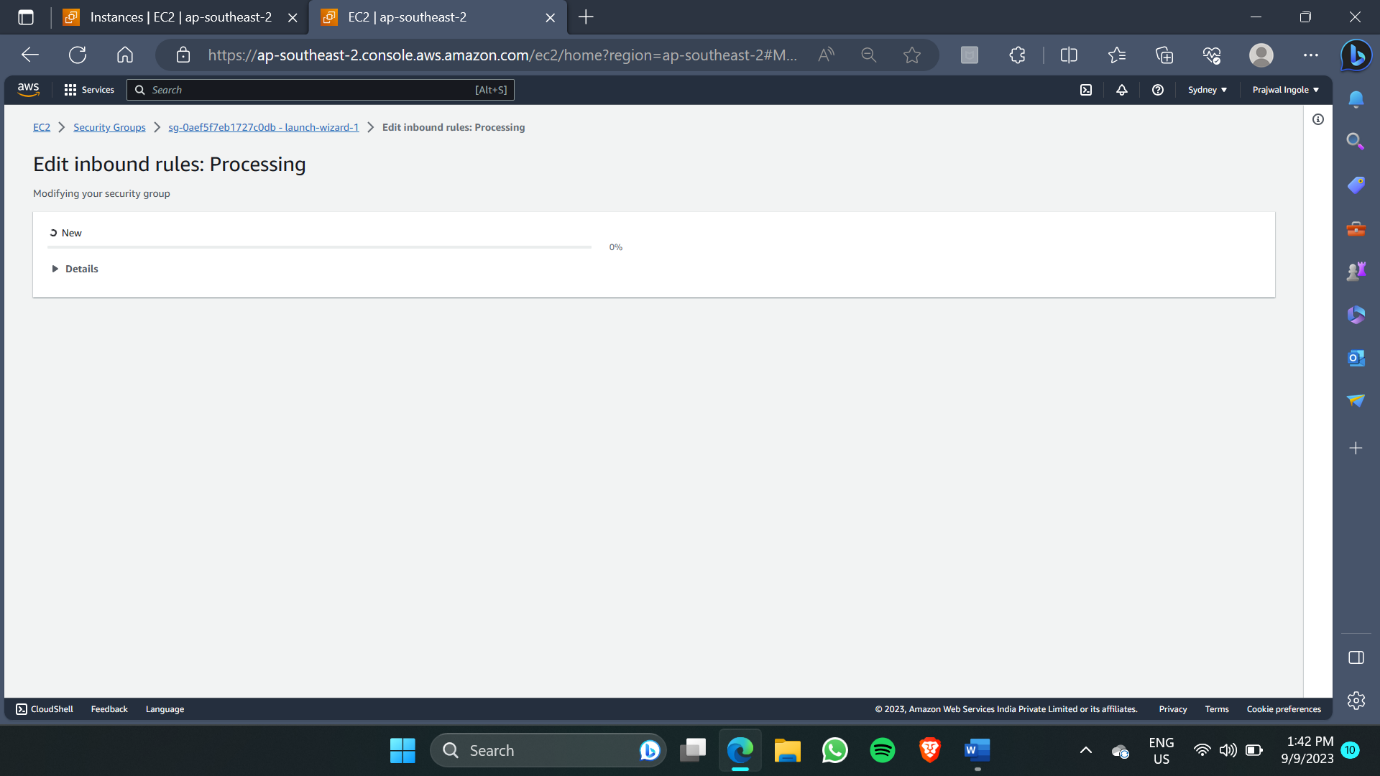 Instances | EC2 | ap-southeast-2
EC2 | ap-southeast-2
https://ap-southeast-2.console.aws.amazon.com/ec2/home?region=ap-southeast-2#M...
aws
Services
Search
[Alt+S]
Sydney
Prajwal Ingole
EC2
Security Groups
sg-0aef5f7eb1727c0db - launch-wizard-1
Edit inbound rules: Processing
Edit inbound rules: Processing
Modifying your security group
New
0%
Details
CloudShell
Feedback
Language
© 2023, Amazon Web Services India Private Limited or its affiliates.
Privacy
Terms
Cookie preferences
Search
ENG
US
1:42 PM
9/9/2023
10